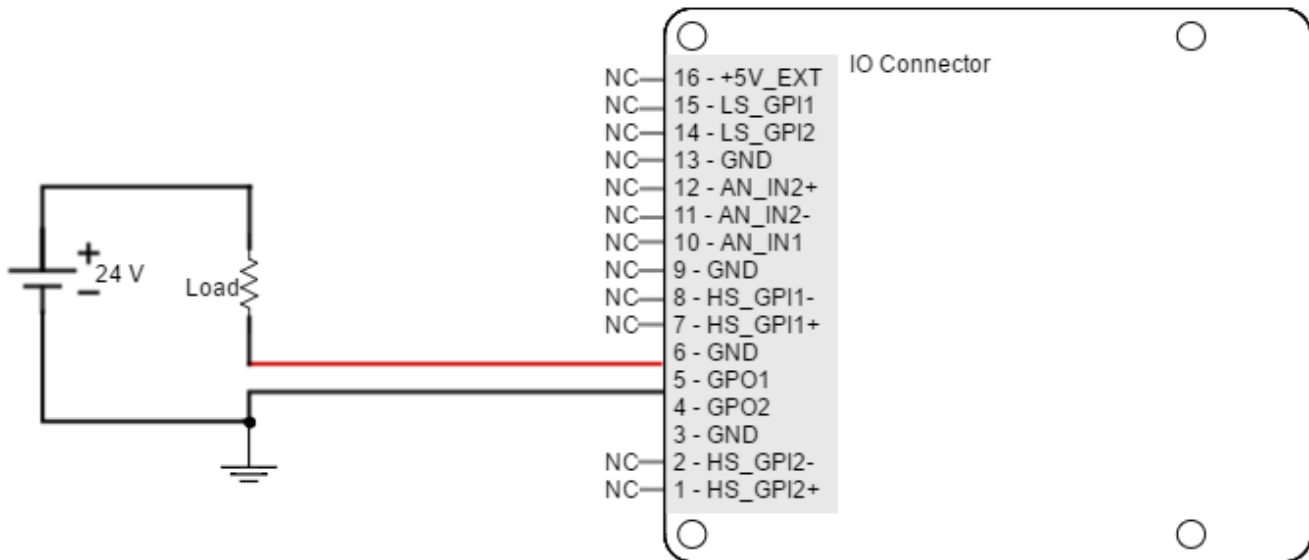 IO Connector
NC 16 - +5V_EXT
NC 15 - LS_GPI1
NC 14 - LS_GPI2
NC 13 - GND
NC 12 - AN_IN2+
NC 11 - AN_IN2-
NC 10 - AN_IN1
NC 9 - GND
NC 8 - HS_GPI1-
NC 7 - HS_GPI1+
6 - GND
5 - GPO1
4 - GPO2
3 - GND
NC 2 - HS_GPI2-
NC 1 - HS_GPI2+
+
24 V
−
Load